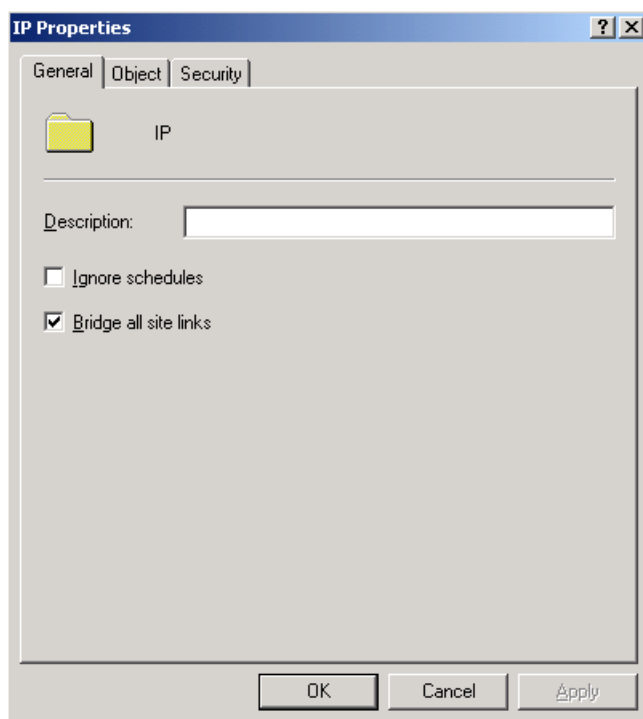 IP Properties
General Object Security
IP
Description:
Ignore schedules
Bridge all site links
OK Cancel Apply